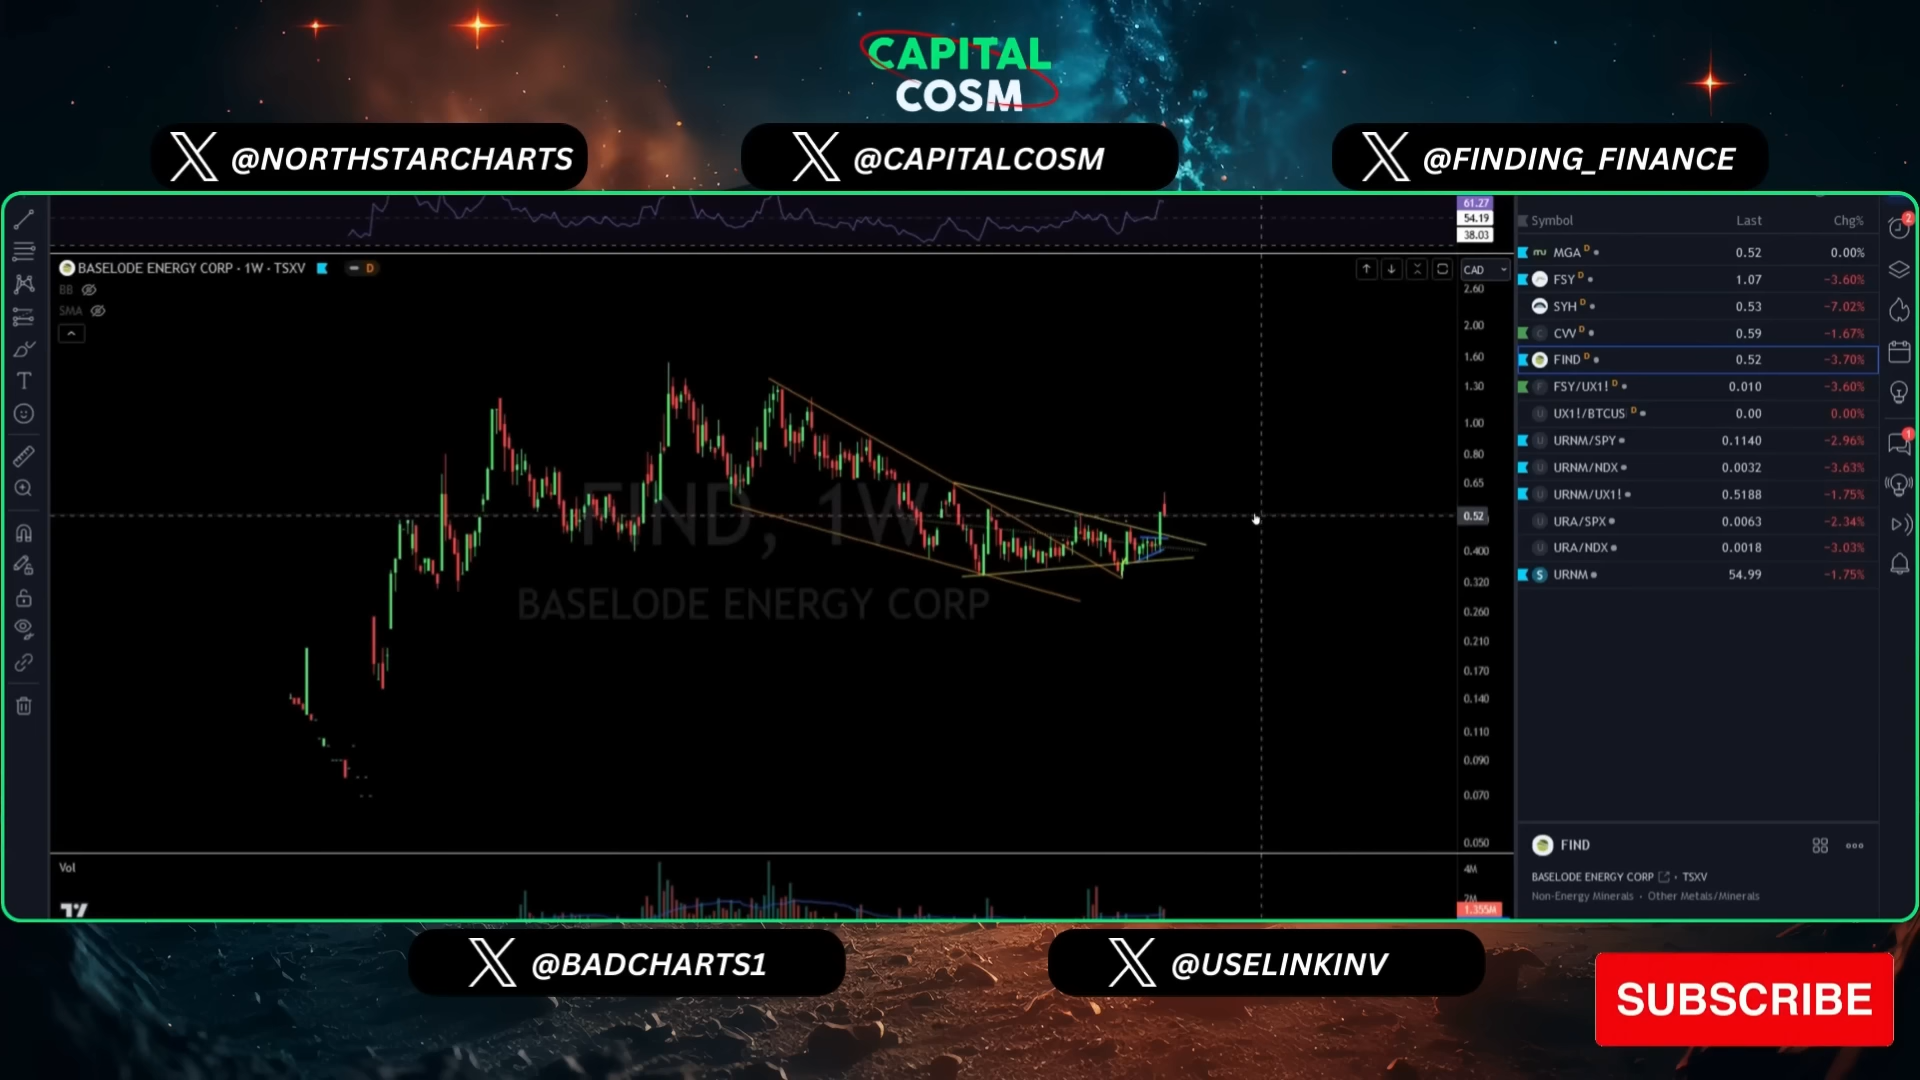 CAPITAL
COSM
@NORTHSTARCHARTS
@CAPITALCOSM
@FINDING_FINANCE
61.27
54.19
38.03
BASELODE ENERGY CORP · 1W · TSXV
D
BB
SMA
CAD
2.60
2.00
1.60
1.30
1.00
0.80
0.65
0.52
0.400
0.320
0.260
0.210
0.170
0.140
0.110
0.090
0.070
0.050
FIND, 1W
BASELODE ENERGY CORP
Vol
4M
2M
1.355M
Symbol Last Chg%
MGA D 0.52 0.00%
FSY D 1.07 −3.60%
SYH D 0.53 −7.02%
CVV D 0.59 −1.67%
FIND D 0.52 −3.70%
FSY/UX1! D 0.010 −3.60%
UX1!/BTCUS D 0.00 0.00%
URNM/SPY 0.1140 −2.96%
URNM/NDX 0.0032 −3.63%
URNM/UX1! 0.5188 −1.75%
URA/SPX 0.0063 −2.34%
URA/NDX 0.0018 −3.03%
URNM 54.99 −1.75%
2
1
FIND
BASELODE ENERGY CORP · TSXV
Non-Energy Minerals · Other Metals/Minerals
@BADCHARTS1
@USELINKINV
SUBSCRIBE